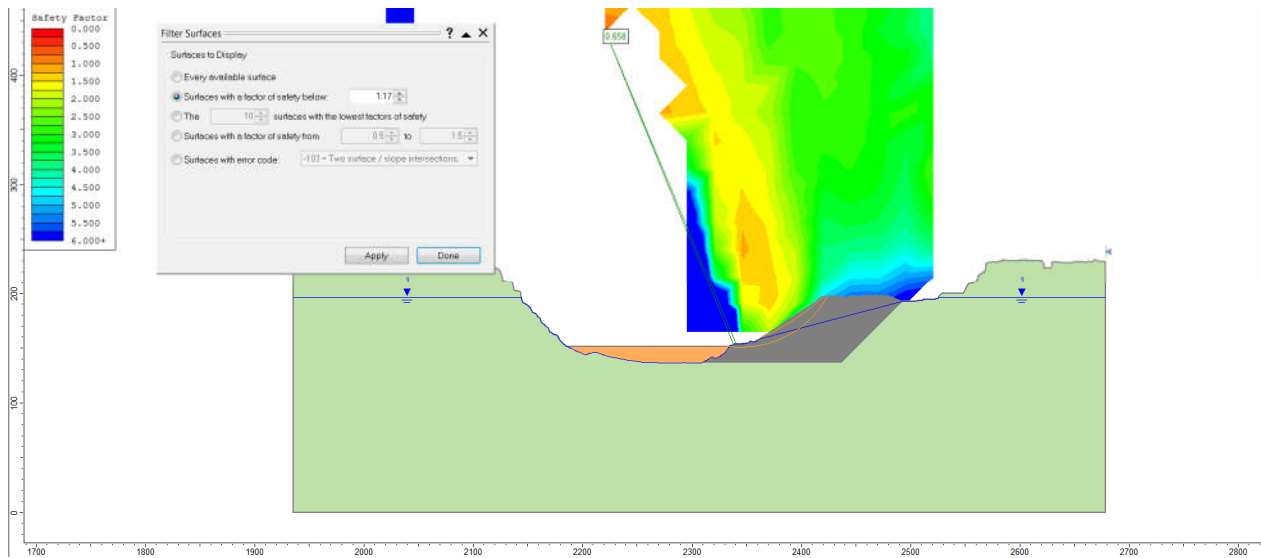 Safety Factor
0.000
0.500
1.000
1.500
2.000
2.500
3.000
3.500
4.000
4.500
5.000
5.500
6.000+
Filter Surfaces
Surfaces to Display
Every available surface
Surfaces with a factor of safety below: 1.17
The 10 surfaces with the lowest factors of safety
Surfaces with a factor of safety from 0.5 to 1.5
Surfaces with error code: -103 = Two surface / slope intersections,
Apply Done
0.658
1
1
400
300
200
100
0
1700 1800 1900 2000 2100 2200 2300 2400 2500 2600 2700 2800